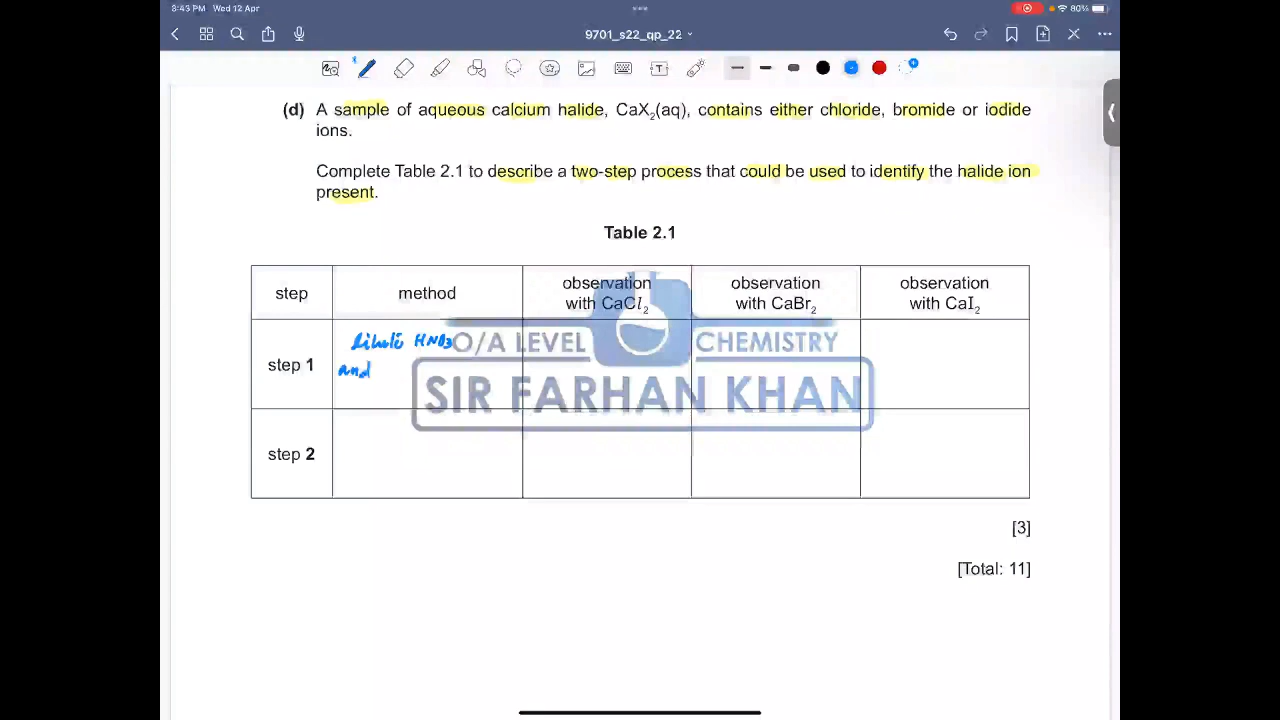 8:43 PM Wed 12 Apr
80%
9701_s22_qp_22
(d) A sample of aqueous calcium halide, CaX₂(aq), contains either chloride, bromide or iodide
ions.
Complete Table 2.1 to describe a two-step process that could be used to identify the halide ion
present.
Table 2.1
step
method
observation
with CaCl₂
observation
with CaBr₂
observation
with CaI₂
step 1
dilute HNO₃
and
step 2
O/A LEVEL CHEMISTRY
SIR FARHAN KHAN
[3]
[Total: 11]